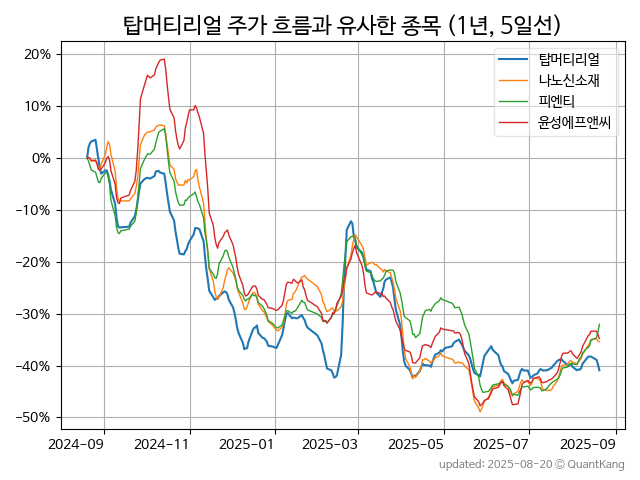 탑머티리얼 주가 흐름과 유사한 종목 (1년, 5일선)
탑머티리얼
나노신소재
피엔티
윤성에프앤씨
20%
10%
0%
−10%
−20%
−30%
−40%
−50%
2024-09 2024-11 2025-01 2025-03 2025-05 2025-07 2025-09
updated: 2025-08-20 © QuantKang